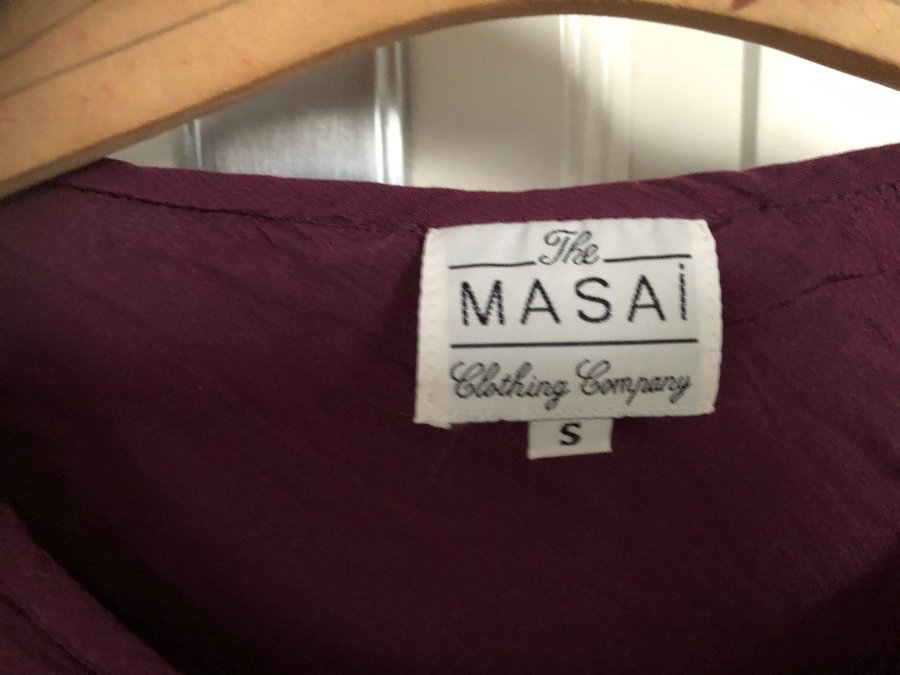 The
MASAi
Clothing Company
S